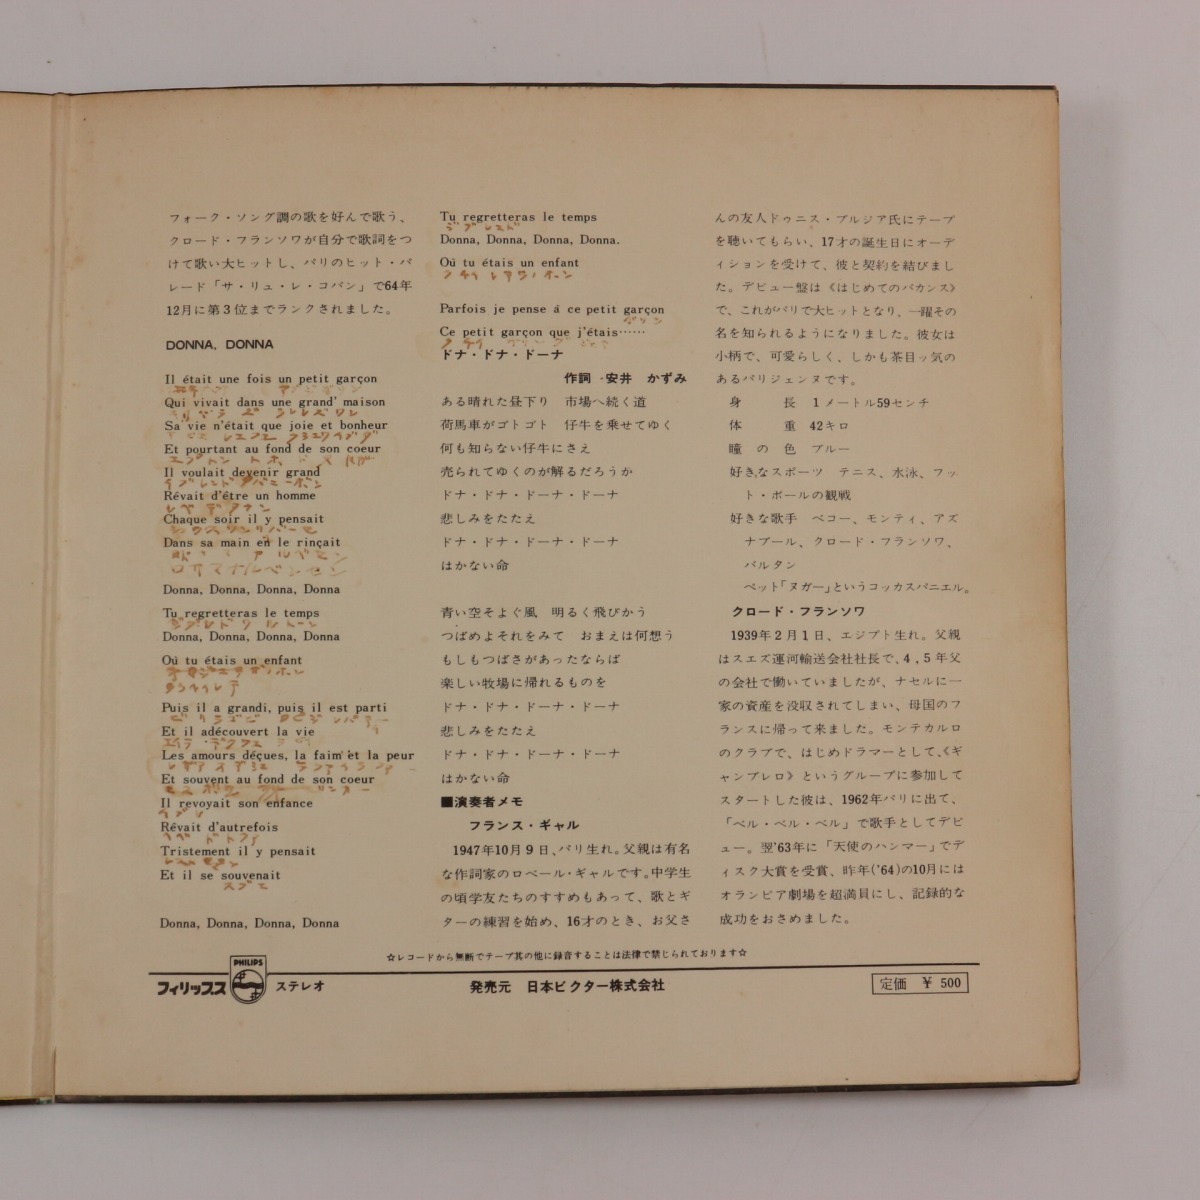 フォーク・ソング調の歌を好んで歌う、
クロード・フランソワが自分で歌詞をつ
けて歌い大ヒットし、パリのヒット・パ
レード「サ・リュ・レ・コパン」で64年
12月に第3位までランクされました。
DONNA, DONNA
Il était une fois un petit garçon
Qui vivait dans une grand' maison
Sa vie n'était que joie et bonheur
Et pourtant au fond de son coeur
Il voulait devenir grand
Rêvait d'être un homme
Chaque soir il y pensait
Dans sa main en le rinçait
Donna, Donna, Donna, Donna
Tu regretteras le temps
Donna, Donna, Donna, Donna
Où tu étais un enfant
Puis il a grandi, puis il est parti
Et il adécouvert la vie
Les amours déçues, la faim et la peur
Et souvent au fond de son coeur
Il revoyait son enfance
Rêvait d'autrefois
Tristement il y pensait
Et il se souvenait
Donna, Donna, Donna, Donna
Tu regretteras le temps
Donna, Donna, Donna, Donna.
Où tu étais un enfant
Parfois je pense à ce petit garçon
Ce petit garçon que j'étais……
ドナ・ドナ・ドーナ
作詞・安井 かずみ
ある晴れた昼下り 市場へ続く道
荷馬車がゴトゴト 仔牛を乗せてゆく
何も知らない仔牛にさえ
売られてゆくのが解るだろうか
ドナ・ドナ・ドーナ・ドーナ
悲しみをたたえ
ドナ・ドナ・ドーナ・ドーナ
はかない命
青い空そよぐ風 明るく飛びかう
つばめよそれをみて おまえは何想う
もしもつばさがあったならば
楽しい牧場に帰れるものを
ドナ・ドナ・ドーナ・ドーナ
悲しみをたたえ
ドナ・ドナ・ドーナ・ドーナ
はかない命
■演奏者メモ
フランス・ギャル
1947年10月9日、パリ生れ。父親は有名
な作詞家のロベール・ギャルです。中学生
の頃学友たちのすすめもあって、歌とギ
ターの練習を始め、16才のとき、お父さ
んの友人ドゥニス・ブルジア氏にテープ
を聴いてもらい、17才の誕生日にオーデ
ィションを受けて、彼と契約を結びまし
た。デビュー盤は《はじめてのバカンス》
で、これがパリで大ヒットとなり、一躍その
名を知られるようになりました。彼女は
小柄で、可愛らしく、しかも茶目ッ気の
あるパリジェンヌです。
身 長 1メートル59センチ
体 重 42キロ
瞳の色 ブルー
好きなスポーツ テニス、水泳、フッ
ト・ボールの観戦
好きな歌手 ベコー、モンティ、アズ
ナブール、クロード・フランソワ、
バルタン
ペット「ヌガー」というコッカスパニエル。
クロード・フランソワ
1939年2月1日、エジプト生れ。父親
はスエズ運河輸送会社社長で、4,5年父
の会社で働いていましたが、ナセルに一
家の資産を没収されてしまい、母国のフ
ランスに帰って来ました。モンテカルロ
のクラブで、はじめドラマーとして、《ギ
ャンブレロ》というグループに参加して
スタートした彼は、1962年パリに出て、
「ベル・ベル・ベル」で歌手としてデビ
ュー。翌'63年に「天使のハンマー」でデ
ィスク大賞を受賞、昨年('64)の10月には
オランピア劇場を超満員にし、記録的な
成功をおさめました。
☆レコードから無断でテープ其の他に録音することは法律で禁じられております☆
フィリップス PHILIPS ステレオ
発売元 日本ビクター株式会社
定価 ¥ 500